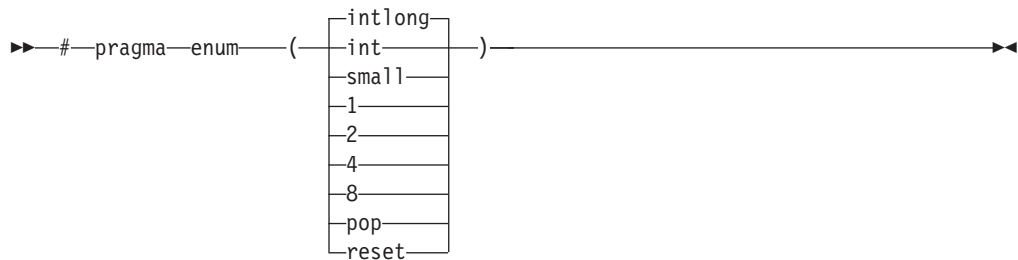 intlong
# pragma enum ( int )
small
1
2
4
8
pop
reset